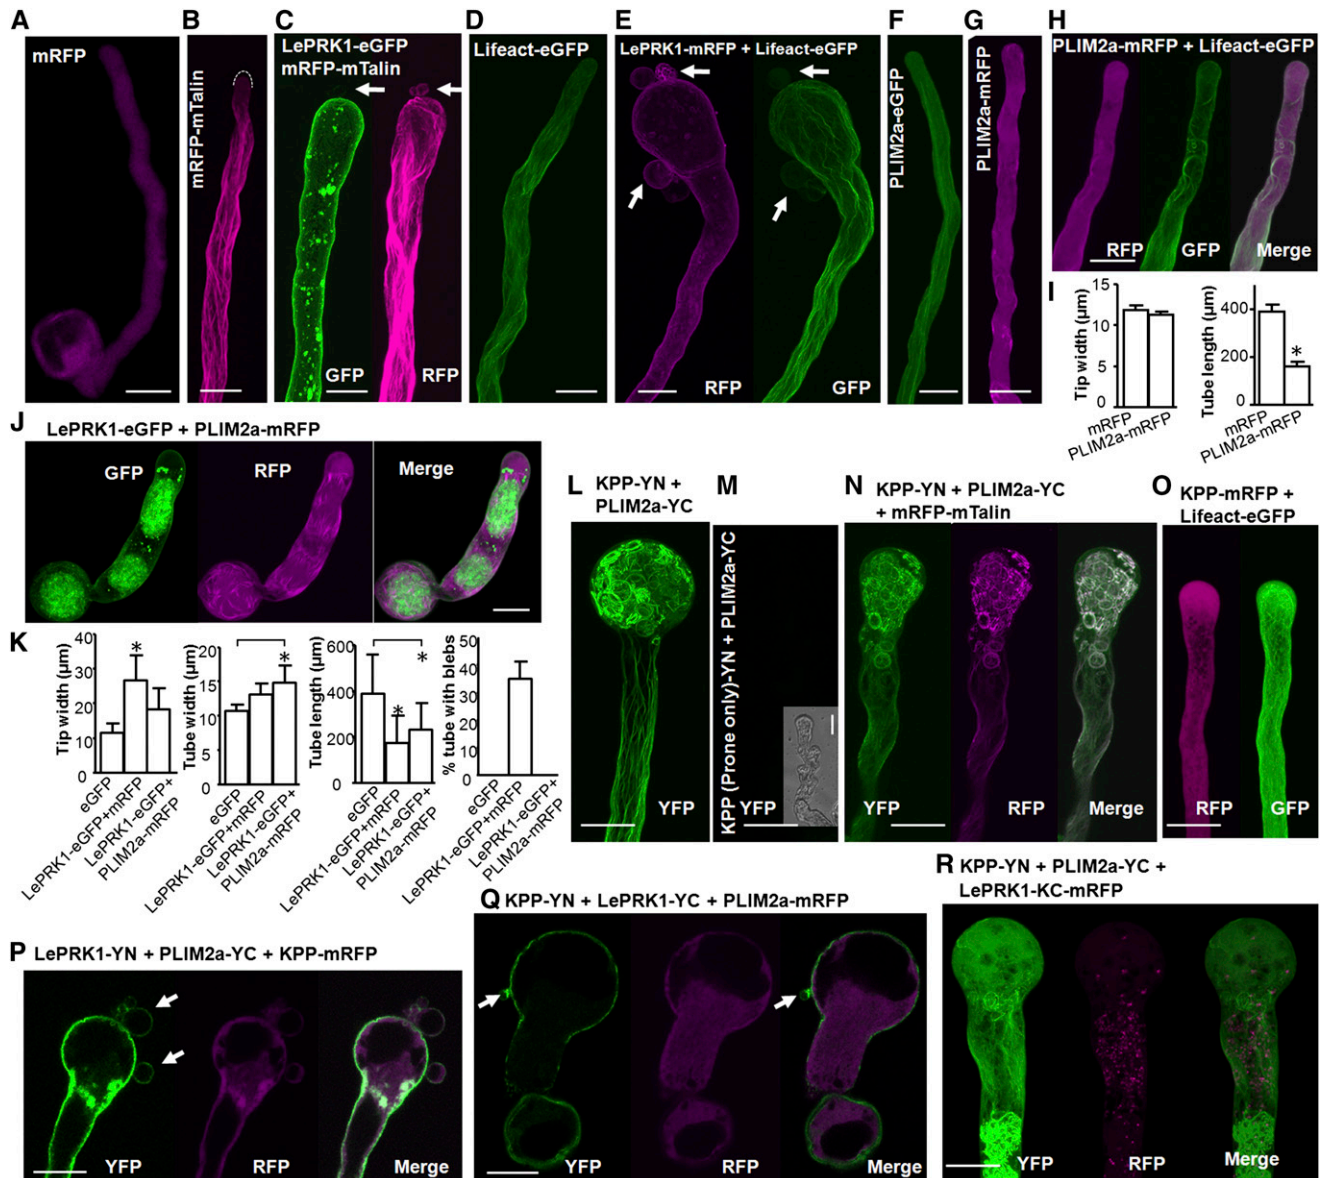 A
mRFP
B
mRFP-mTalin
C
LePRK1-eGFP
mRFP-mTalin
GFP
RFP
D
Lifeact-eGFP
E
LePRK1-mRFP + Lifeact-eGFP
RFP
GFP
F
PLIM2a-eGFP
G
PLIM2a-mRFP
H
PLIM2a-mRFP + Lifeact-eGFP
RFP
GFP
Merge
I
Tip width (µm)
15
10
5
0
mRFP
PLIM2a-mRFP
Tube length (µm)
400
200
0
*
mRFP
PLIM2a-mRFP
J
LePRK1-eGFP + PLIM2a-mRFP
GFP
RFP
Merge
K
Tip width (µm)
40
30
20
10
0
*
eGFP
LePRK1-eGFP+mRFP
LePRK1-eGFP+
PLIM2a-mRFP
Tube width (µm)
20
15
10
5
0
*
eGFP
LePRK1-eGFP+mRFP
LePRK1-eGFP+
PLIM2a-mRFP
Tube length (µm)
600
400
200
0
*
*
eGFP
LePRK1-eGFP+mRFP
LePRK1-eGFP+
PLIM2a-mRFP
% tube with blebs
50
40
30
20
10
0
eGFP
LePRK1-eGFP+mRFP
LePRK1-eGFP+
PLIM2a-mRFP
L
KPP-YN +
PLIM2a-YC
YFP
M
KPP (Prone only)-YN + PLIM2a-YC
YFP
N
KPP-YN + PLIM2a-YC
+ mRFP-mTalin
YFP
RFP
Merge
O
KPP-mRFP +
Lifeact-eGFP
RFP
GFP
P
LePRK1-YN + PLIM2a-YC + KPP-mRFP
YFP
RFP
Merge
Q
KPP-YN + LePRK1-YC + PLIM2a-mRFP
YFP
RFP
Merge
R
KPP-YN + PLIM2a-YC +
LePRK1-KC-mRFP
YFP
RFP
Merge